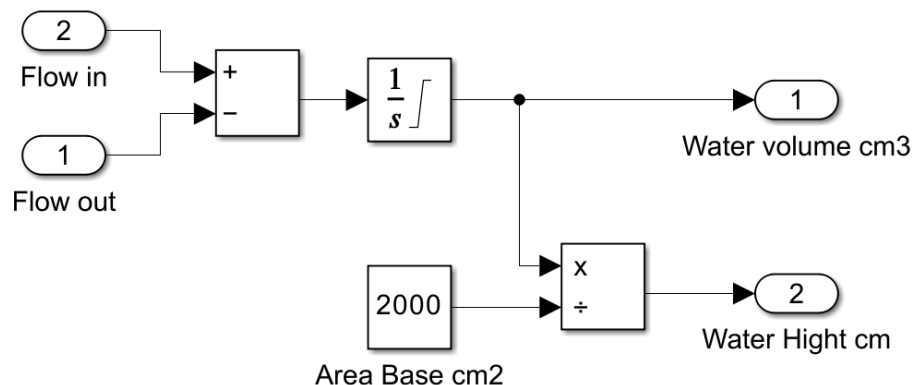 2
Flow in
1
Flow out
+
−
1
s
1
Water volume cm3
2000
Area Base cm2
x
÷
2
Water Hight cm